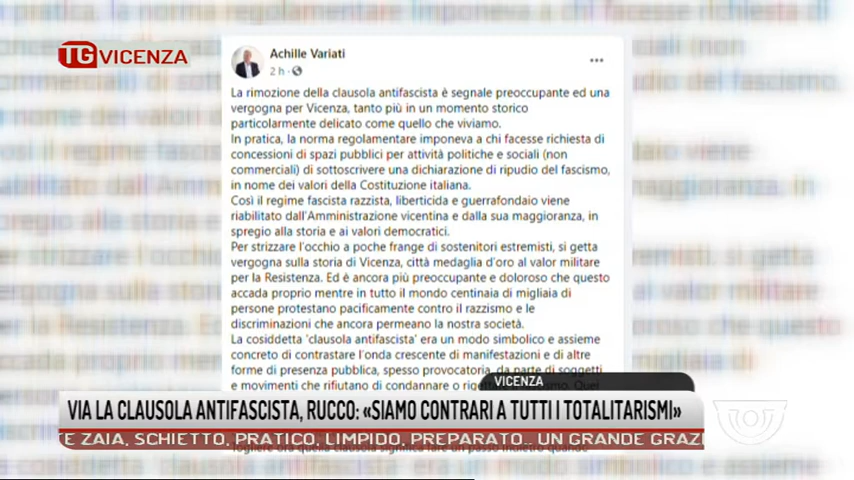 TG VICENZA
Achille Variati
2 h
La rimozione della clausola antifascista è segnale preoccupante ed una
vergogna per Vicenza, tanto più in un momento storico
particolarmente delicato come quello che viviamo.
In pratica, la norma regolamentare imponeva a chi facesse richiesta di
concessioni di spazi pubblici per attività politiche e sociali (non
commerciali) di sottoscrivere una dichiarazione di ripudio del fascismo,
in nome dei valori della Costituzione italiana.
Così il regime fascista razzista, liberticida e guerrafondaio viene
riabilitato dall'Amministrazione vicentina e dalla sua maggioranza, in
spregio alla storia e ai valori democratici.
Per strizzare l'occhio a poche frange di sostenitori estremisti, si getta
vergogna sulla storia di Vicenza, città medaglia d'oro al valor militare
per la Resistenza. Ed è ancora più preoccupante e doloroso che questo
accada proprio mentre in tutto il mondo centinaia di migliaia di
persone protestano pacificamente contro il razzismo e le
discriminazioni che ancora permeano la nostra società.
La cosiddetta 'clausola antifascista' era un modo simbolico e assieme
concreto di contrastare l'onda crescente di manifestazioni e di altre
forme di presenza pubblica, spesso provocatoria, da parte di soggetti
e movimenti che rifiutano di condannare o
VICENZA
VIA LA CLAUSOLA ANTIFASCISTA, RUCCO: «SIAMO CONTRARI A TUTTI I TOTALITARISMI»
E ZAIA, SCHIETTO, PRATICO, LIMPIDO, PREPARATO. UN GRANDE GRAZI